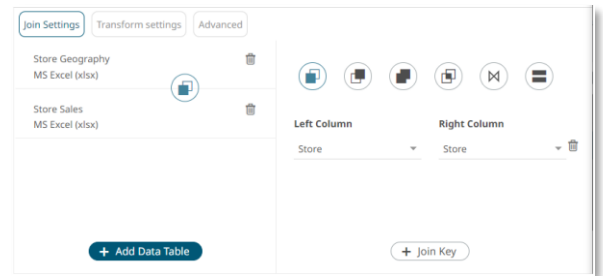 Join Settings
Transform settings
Advanced
Store Geography
MS Excel (xlsx)
Store Sales
MS Excel (xlsx)
Left Column
Right Column
Store
Store
+ Add Data Table
+ Join Key